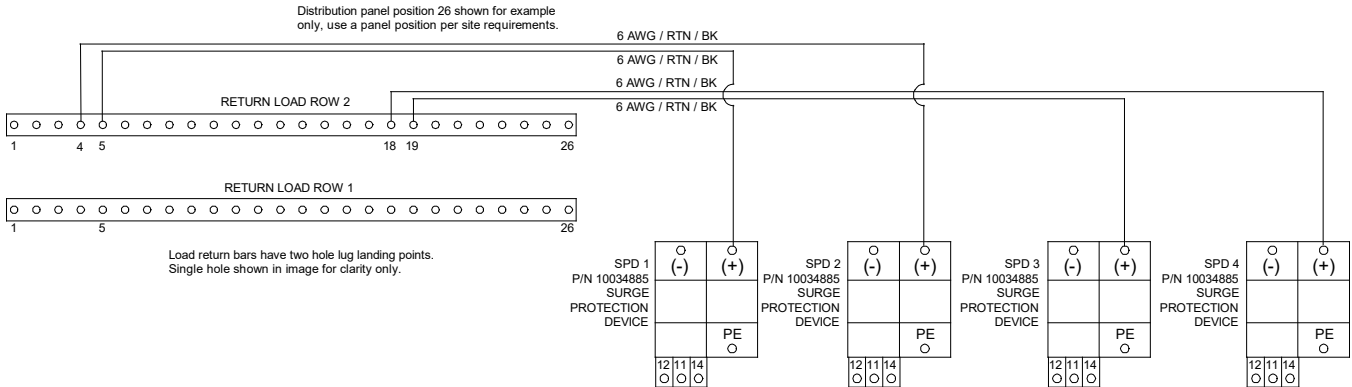 Distribution panel position 26 shown for example
only, use a panel position per site requirements.
6 AWG / RTN / BK
6 AWG / RTN / BK
6 AWG / RTN / BK
6 AWG / RTN / BK
RETURN LOAD ROW 2
1 4 5 18 19 26
RETURN LOAD ROW 1
1 5 26
Load return bars have two hole lug landing points.
Single hole shown in image for clarity only.
SPD 1
P/N 10034885
SURGE
PROTECTION
DEVICE
(-) (+)
PE
12 11 14
SPD 2
P/N 10034885
SURGE
PROTECTION
DEVICE
(-) (+)
PE
12 11 14
SPD 3
P/N 10034885
SURGE
PROTECTION
DEVICE
(-) (+)
PE
12 11 14
SPD 4
P/N 10034885
SURGE
PROTECTION
DEVICE
(-) (+)
PE
12 11 14